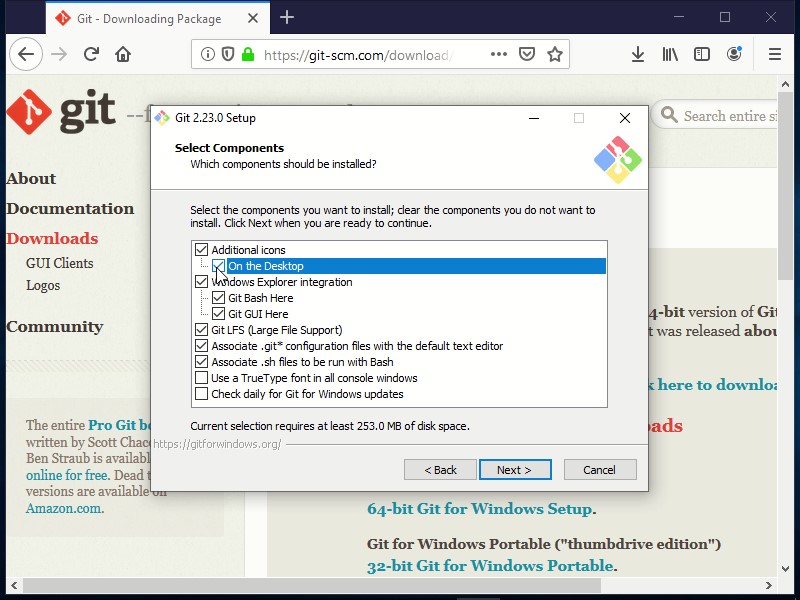 Git - Downloading Package
https://git-scm.com/download/
git
Git 2.23.0 Setup
Search entire si
Select Components
Which components should be installed?
About
Documentation
Downloads
GUI Clients
Logos
Community
Select the components you want to install; clear the components you do not want to
install. Click Next when you are ready to continue.
Additional icons
On the Desktop
Windows Explorer integration
Git Bash Here
Git GUI Here
Git LFS (Large File Support)
Associate .git* configuration files with the default text editor
Associate .sh files to be run with Bash
Use a TrueType font in all console windows
Check daily for Git for Windows updates
Current selection requires at least 253.0 MB of disk space.
https://gitforwindows.org/
< Back
Next >
Cancel
4-bit version of Git
t was released abou
k here to downloa
ads
The entire Pro Git bo
written by Scott Chaco
Ben Straub is availabl
online for free. Dead t
versions are available on
Amazon.com.
64-bit Git for Windows Setup.
Git for Windows Portable ("thumbdrive edition")
32-bit Git for Windows Portable.